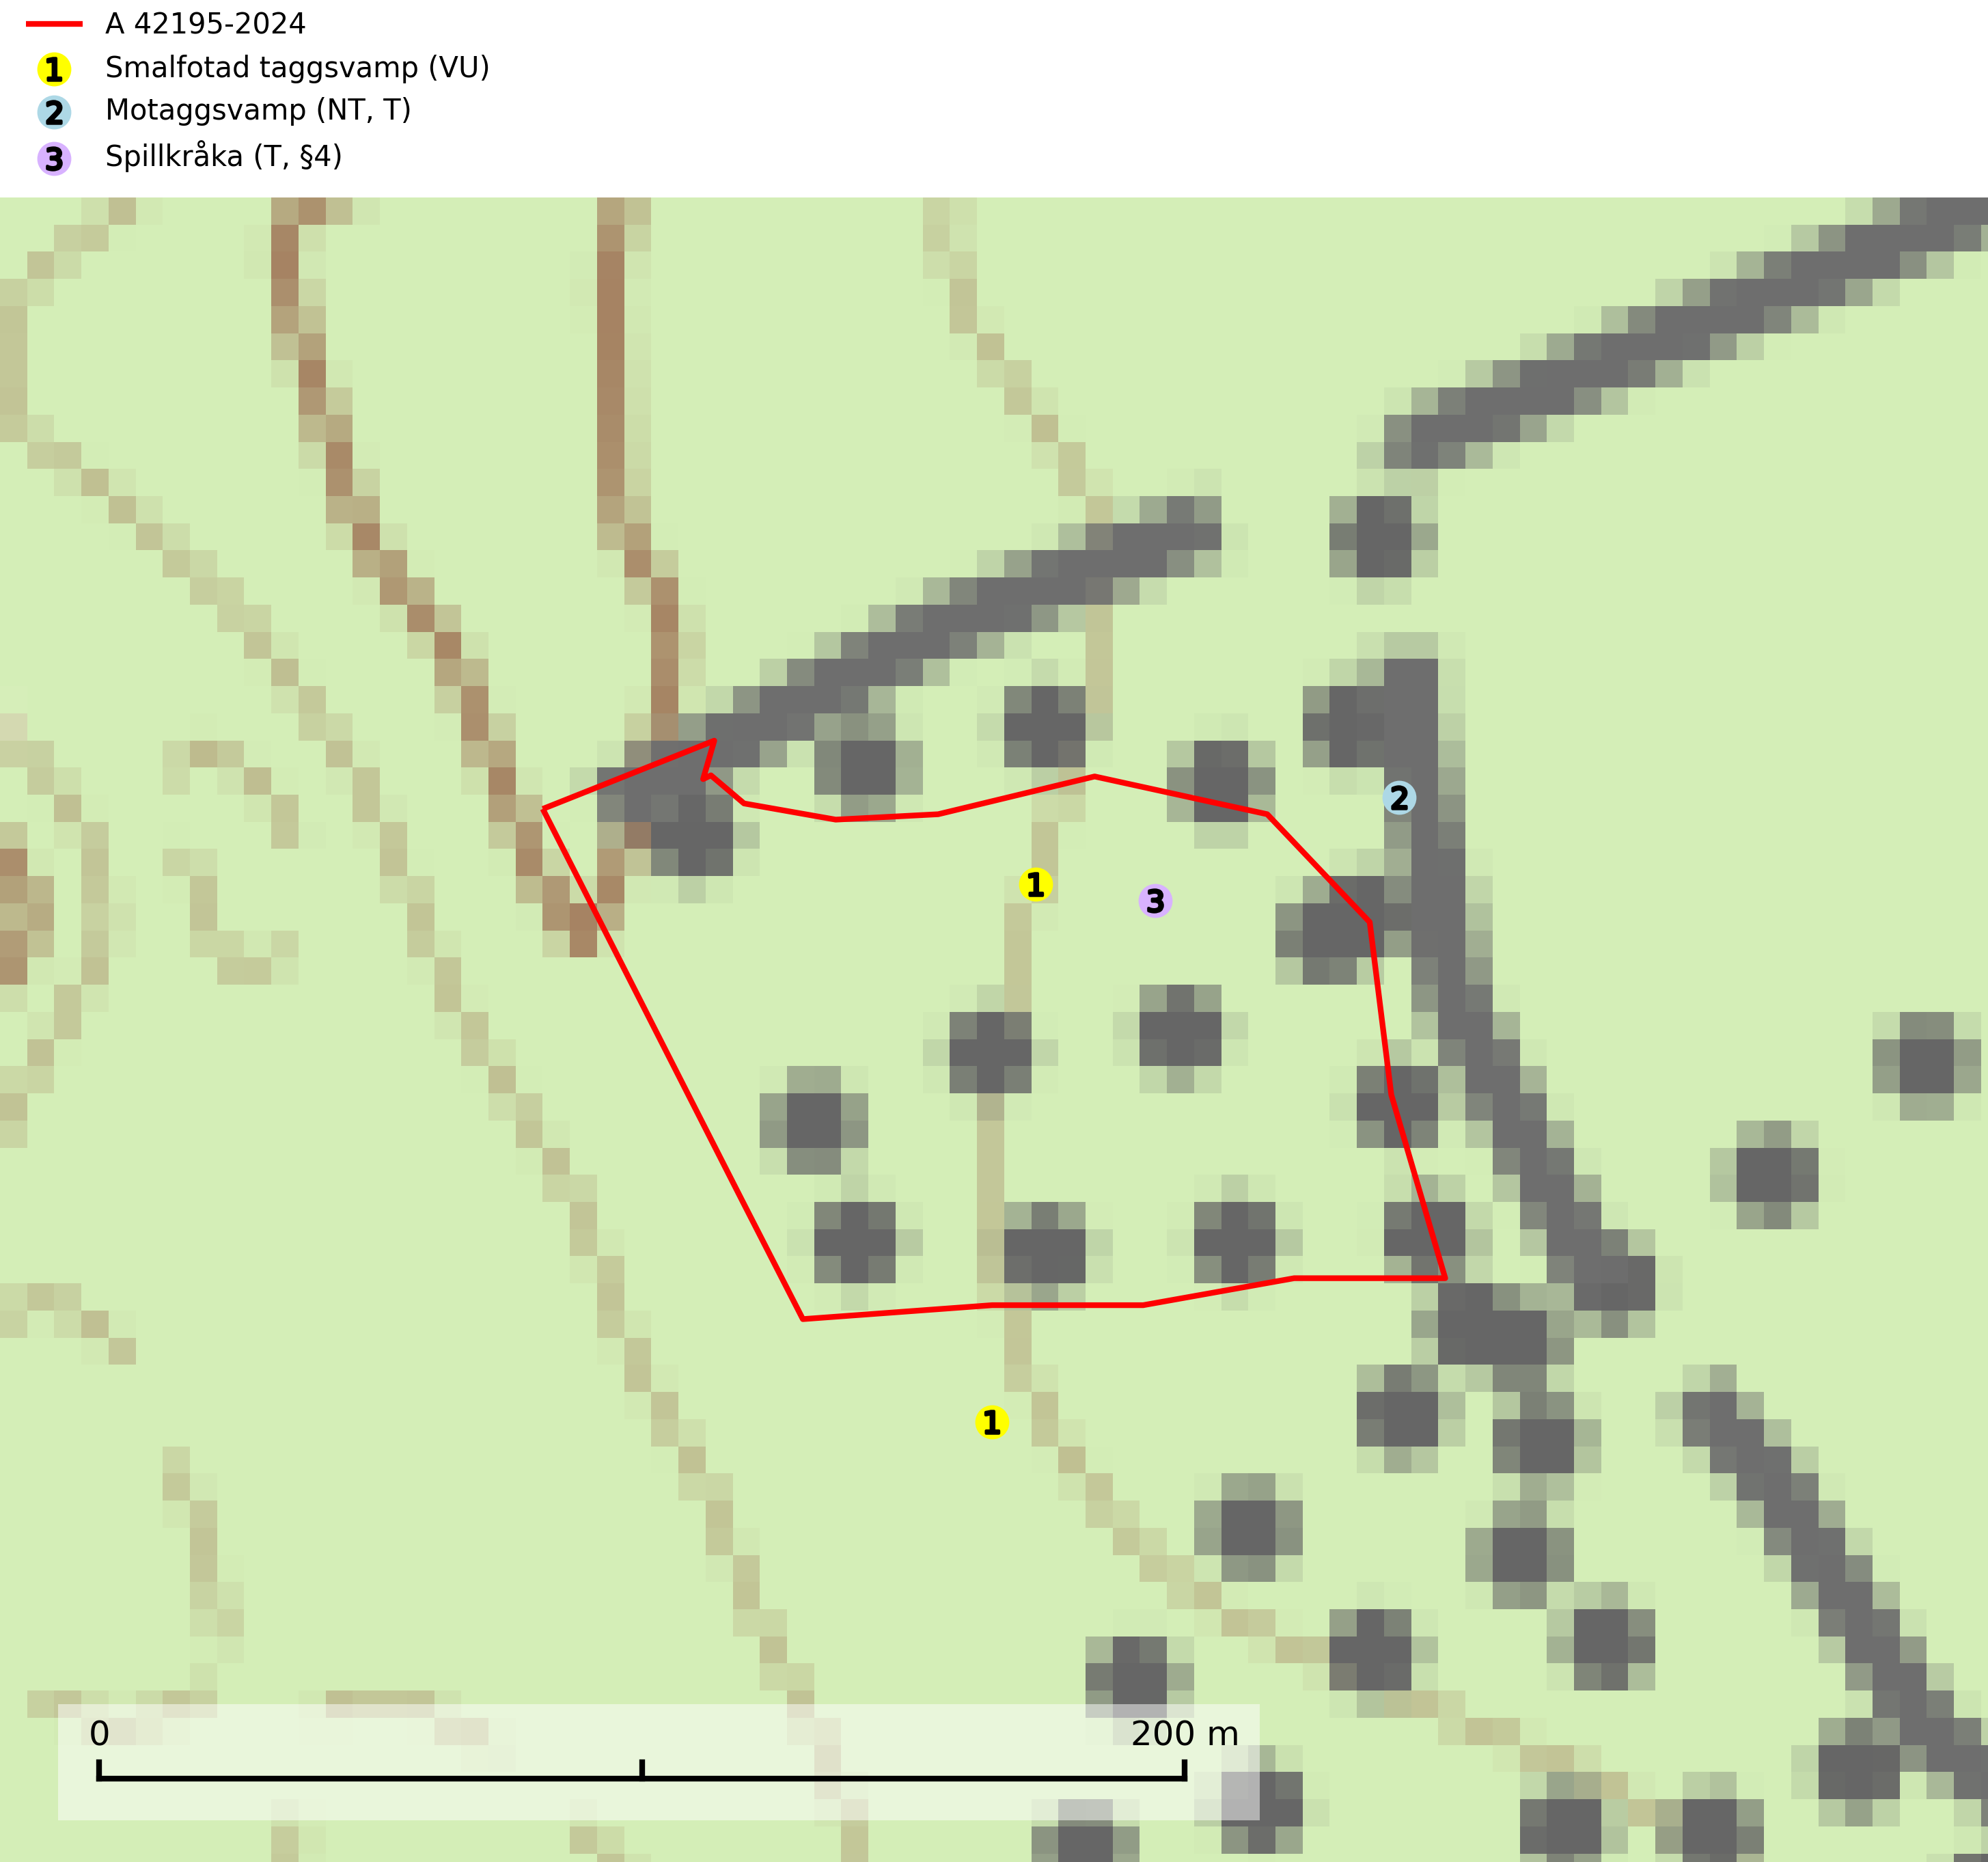 A 42195-2024
1 Smalfotad taggsvamp (VU)
2 Motaggsvamp (NT, T)
3 Spillkråka (T, §4)
2
1
3
1
0 200 m